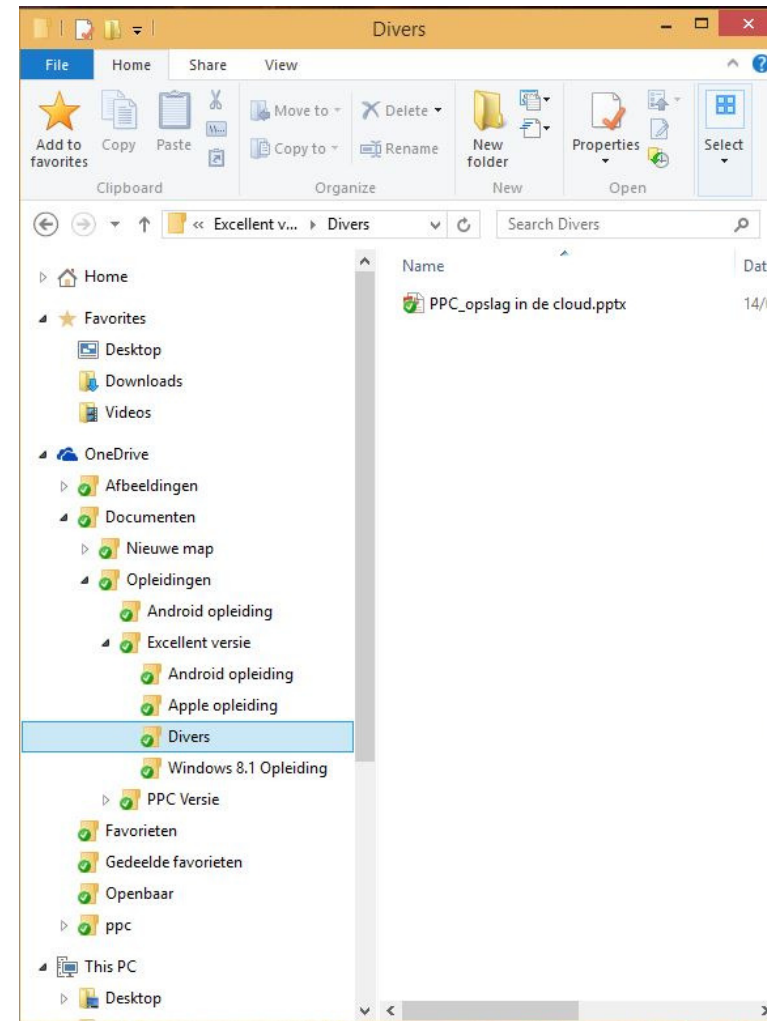 Divers
File Home Share View
Add to favorites
Copy
Paste
Move to
Copy to
Delete
Rename
New folder
Properties
Select
Clipboard Organize New Open
« Excellent v... Divers
Search Divers
Name Dat
PPC_opslag in de cloud.pptx 14/
Home
Favorites
Desktop
Downloads
Videos
OneDrive
Afbeeldingen
Documenten
Nieuwe map
Opleidingen
Android opleiding
Excellent versie
Android opleiding
Apple opleiding
Divers
Windows 8.1 Opleiding
PPC Versie
Favorieten
Gedeelde favorieten
Openbaar
ppc
This PC
Desktop